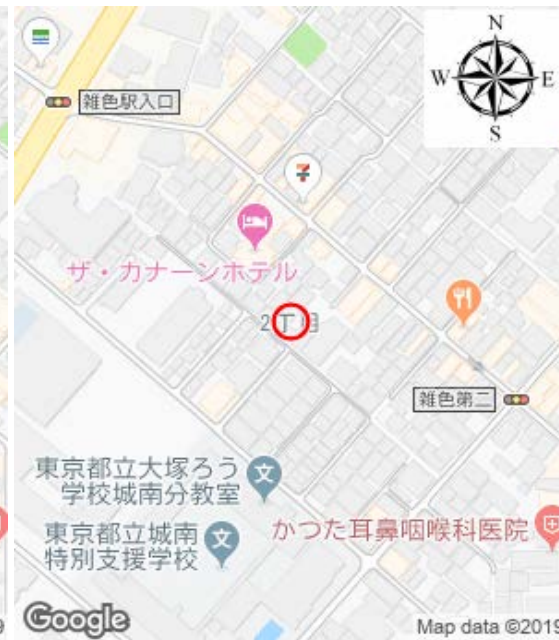 N
W E
S
雑色駅入口
ザ・カナーンホテル
2丁目
雑色第二
東京都立大塚ろう
学校城南分教室
東京都立城南
特別支援学校
かつた耳鼻咽喉科医院
9
Google
Map data ©2019